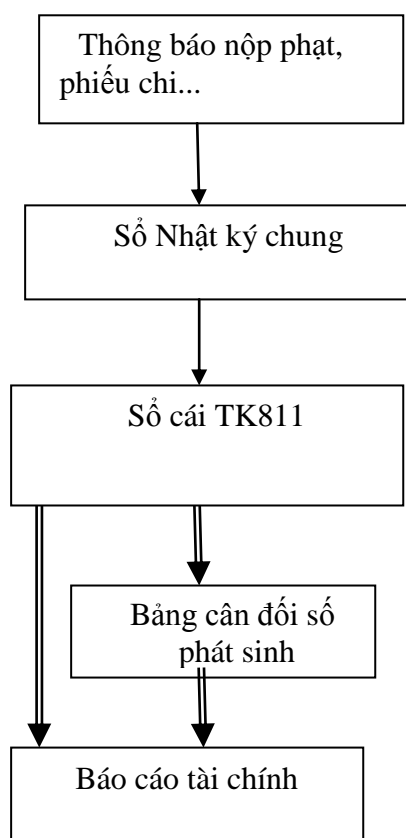 Thông báo nộp phạt,
phiếu chi...
Sổ Nhật ký chung
Sổ cái TK811
Bảng cân đối số
phát sinh
Báo cáo tài chính